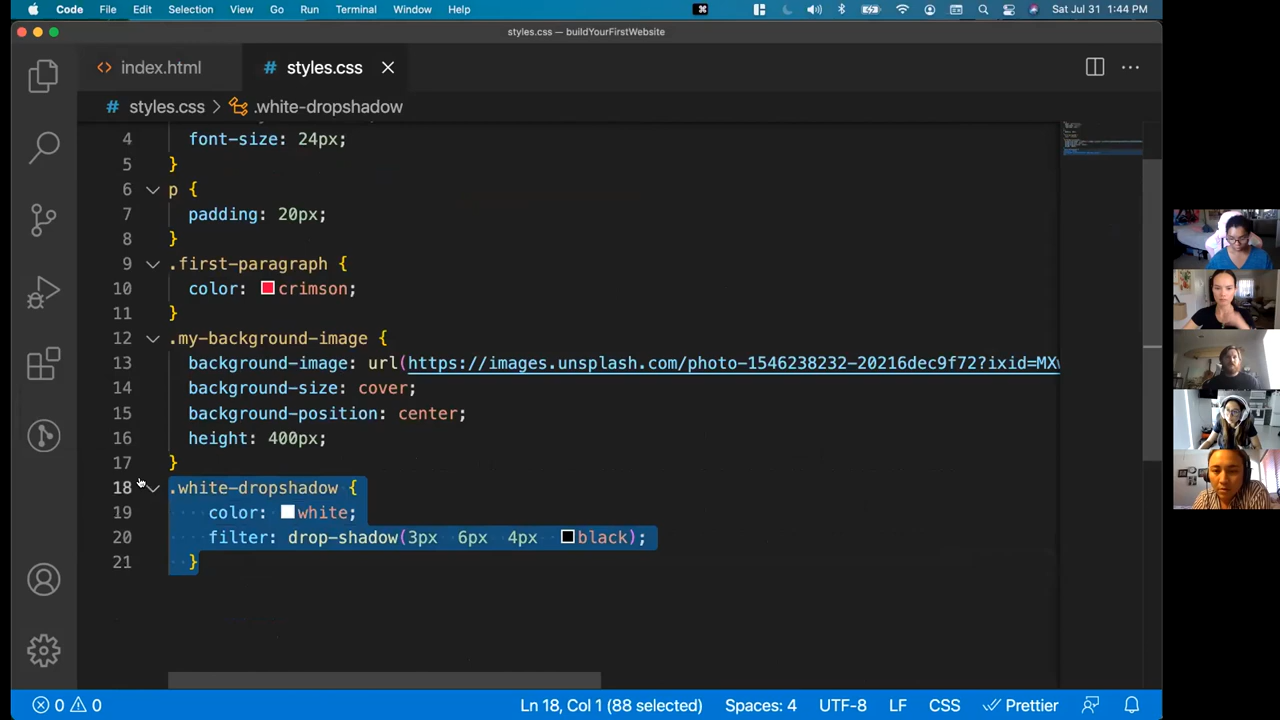 Code File Edit Selection View Go Run Terminal Window Help Sat Jul 31 1:44 PM
styles.css — buildYourFirstWebsite
<> index.html # styles.css
# styles.css > .white-dropshadow
4 font-size: 24px;
5 }
6 p {
7 padding: 20px;
8 }
9 .first-paragraph {
10 color: crimson;
11 }
12 .my-background-image {
13 background-image: url(https://images.unsplash.com/photo-1546238232-20216dec9f72?ixid=MXw
14 background-size: cover;
15 background-position: center;
16 height: 400px;
17 }
18 .white-dropshadow {
19 color: white;
20 filter: drop-shadow(3px 6px 4px black);
21 }
0 0 Ln 18, Col 1 (88 selected) Spaces: 4 UTF-8 LF CSS Prettier